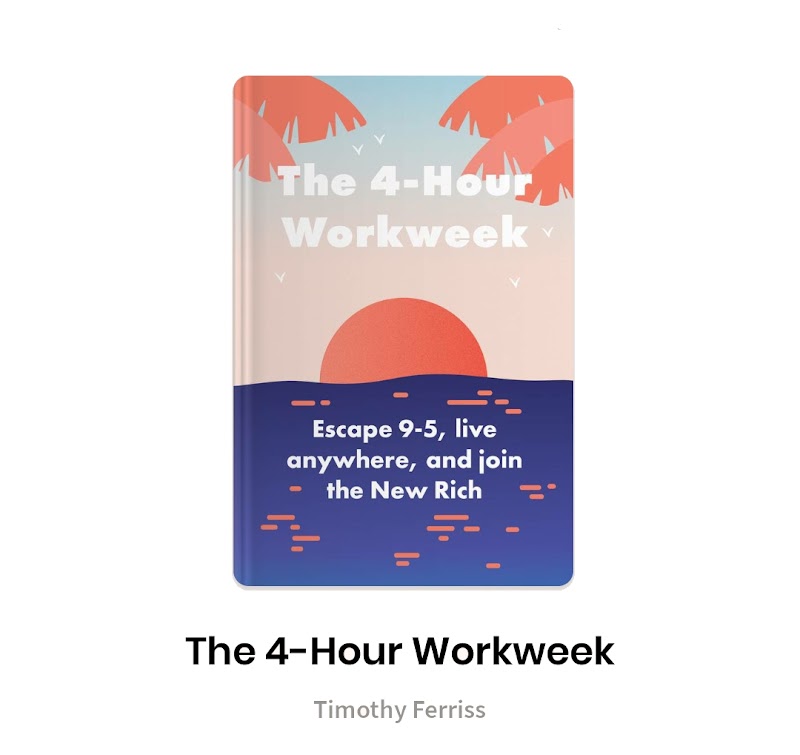 The 4-Hour
Workweek
Escape 9-5, live
anywhere, and join
the New Rich
The 4-Hour Workweek
Timothy Ferriss